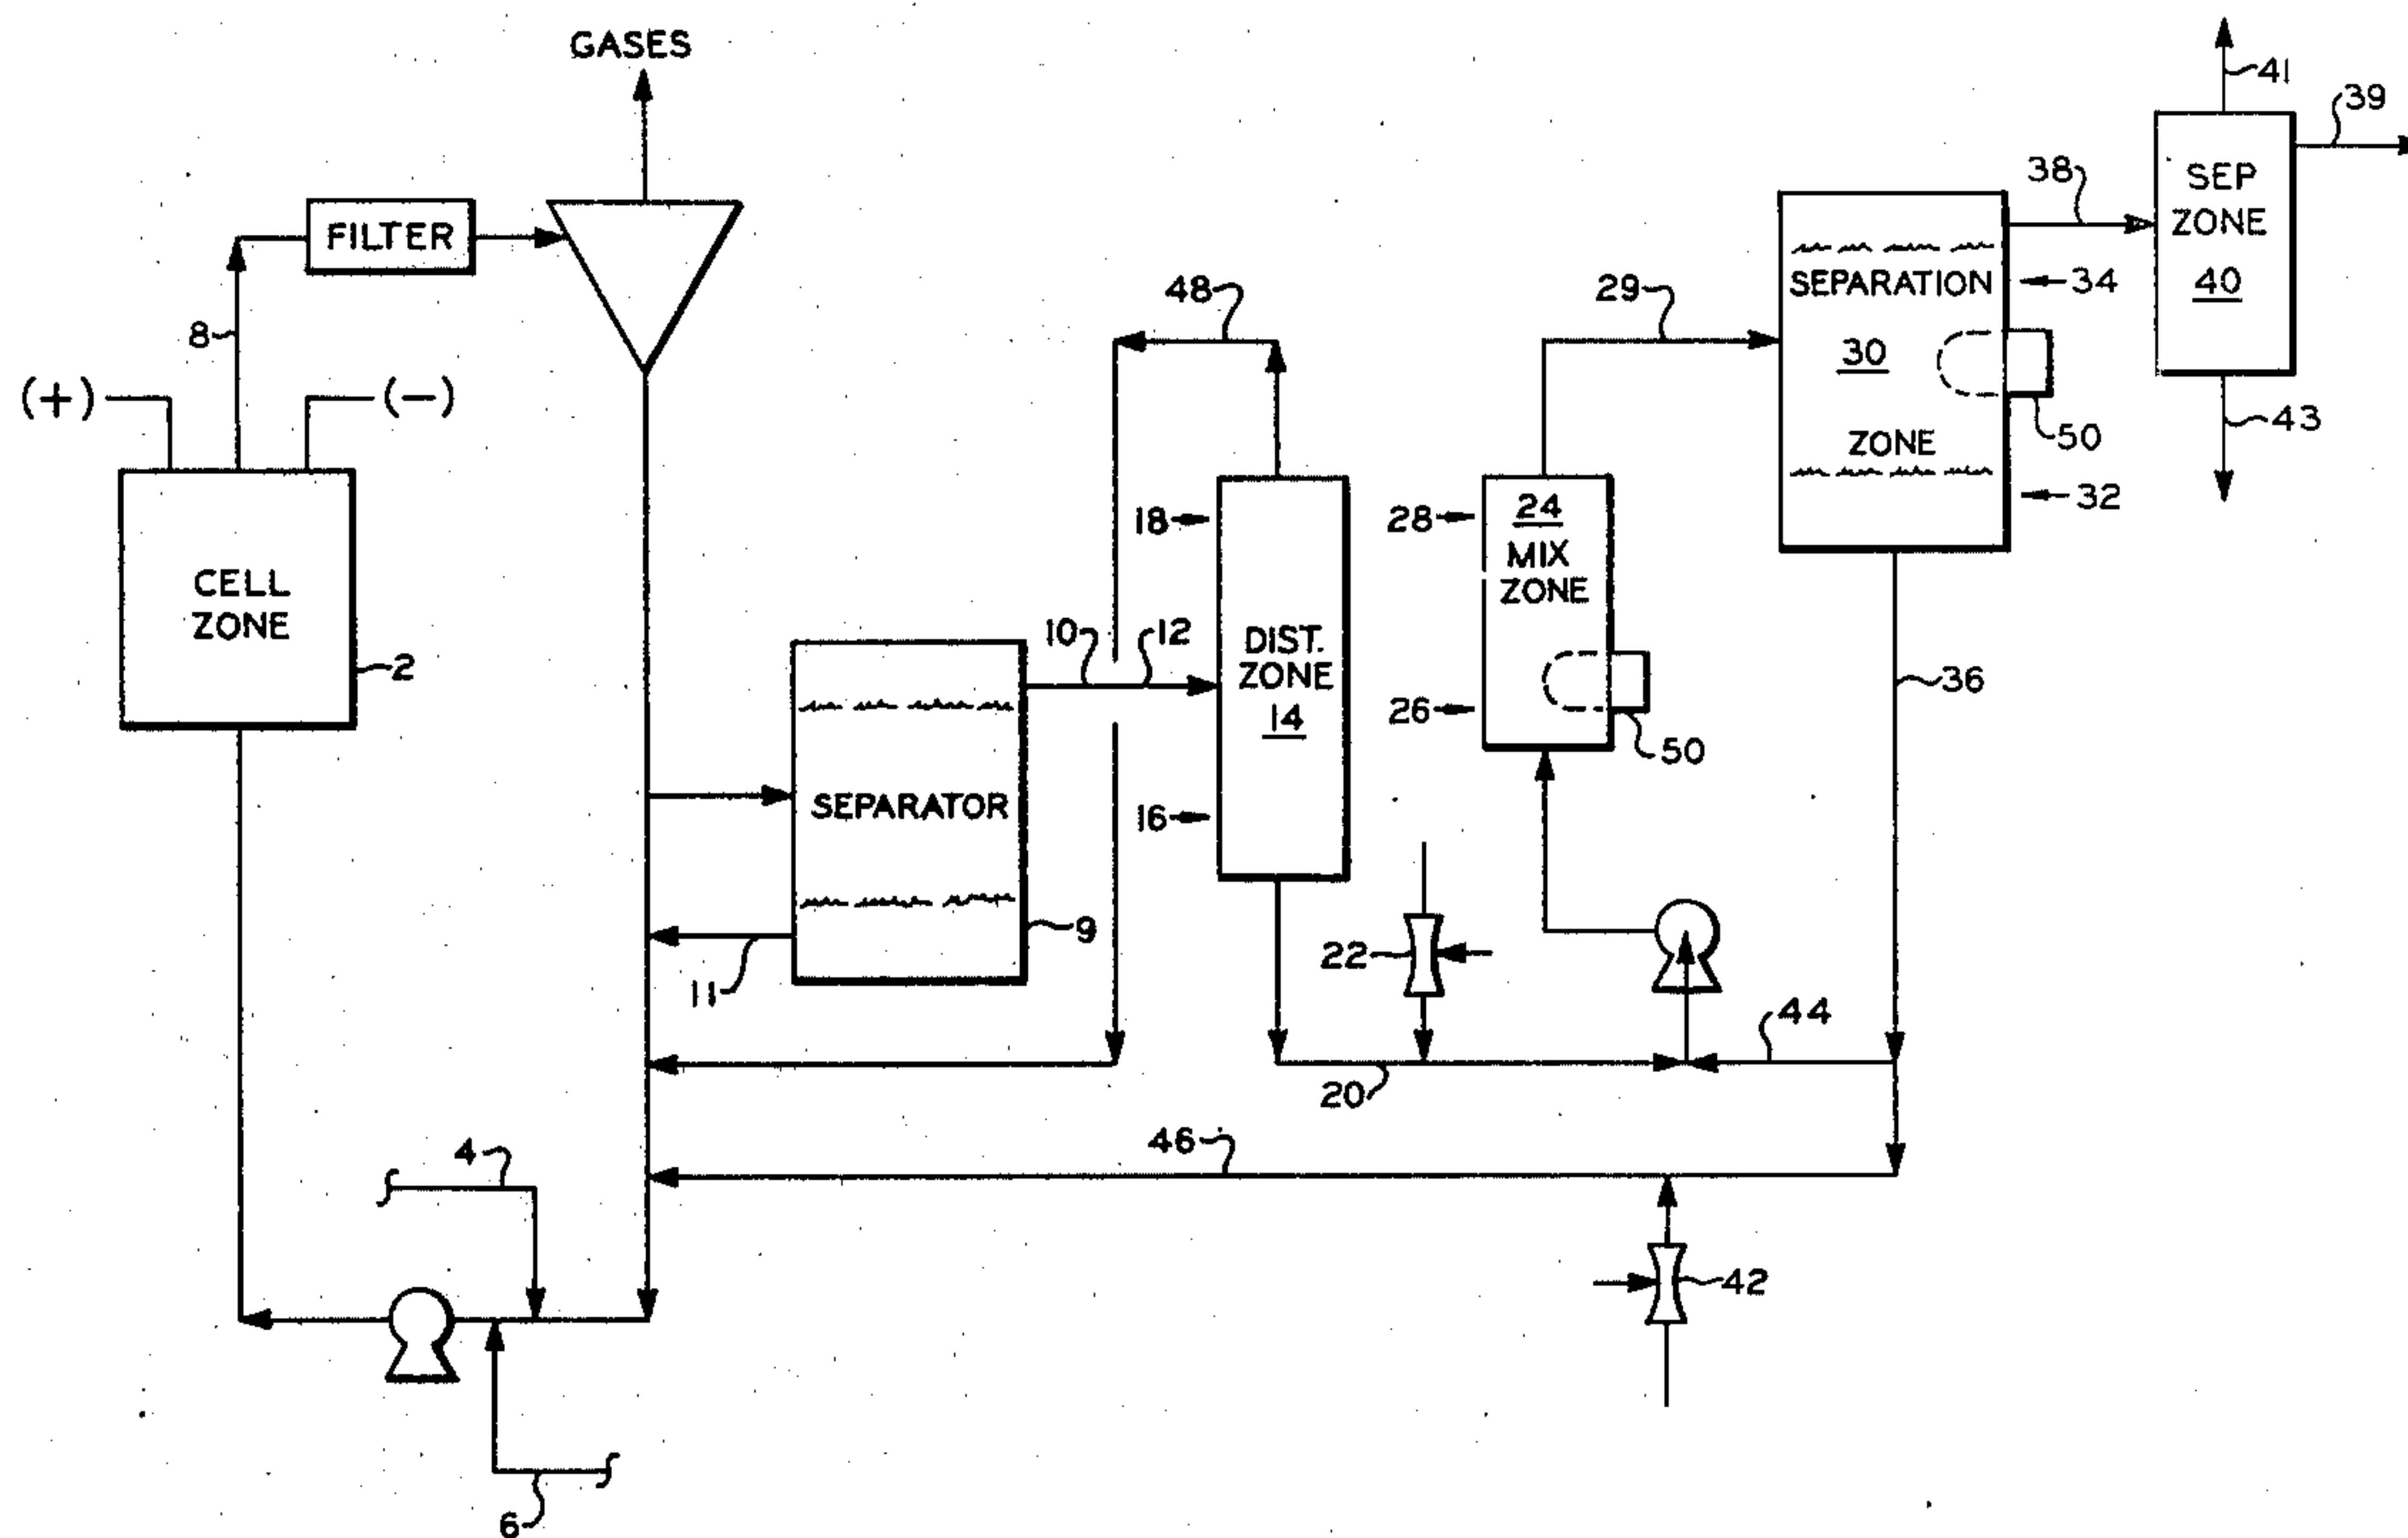 GASES
41
39
FILTER
38
SEP
ZONE
40
48
29
SEPARATION
34
30
8
(+)
(-)
43
50
ZONE
32
18
28
24
MIX
ZONE
CELL
ZONE
2
10
12
DIST.
ZONE
14
26
36
50
SEPARATOR
16
9
22
11
44
20
46
4
42
6